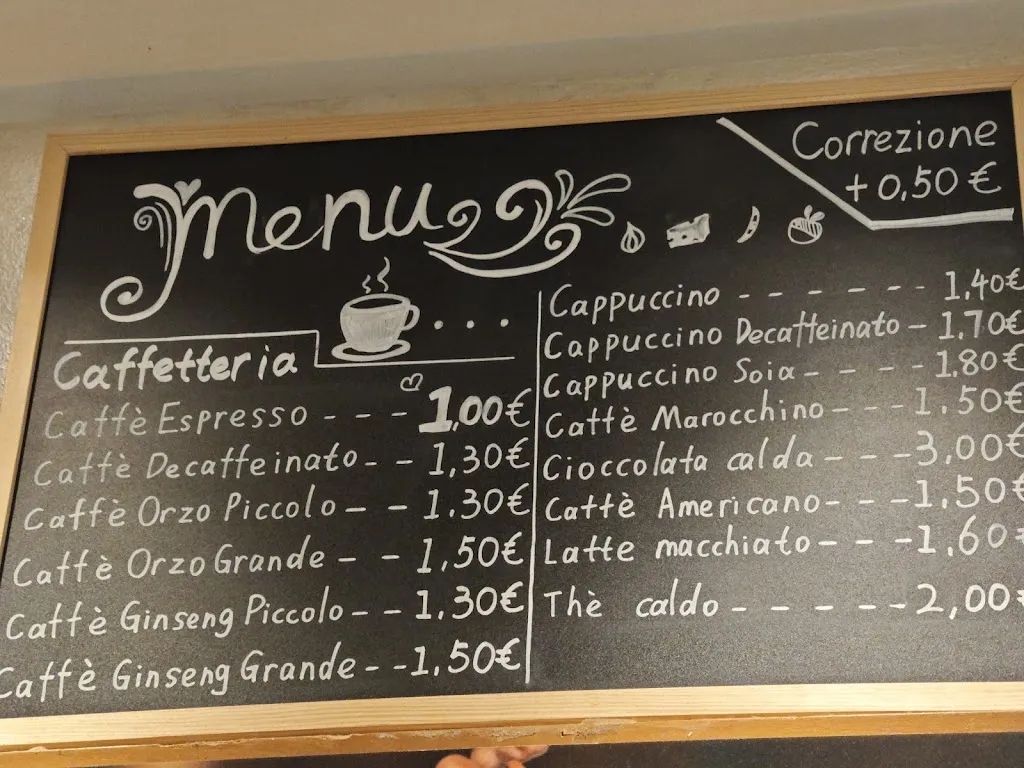 Menu
Correzione
+0,50€
Caffetteria
Caffè Espresso - - - 1,00€
Caffè Decaffeinato - - 1,30€
Caffè Orzo Piccolo - - 1.30€
Caffè Orzo Grande - - 1,50€
Caffè Ginseng Piccolo - - 1.30€
Caffè Ginseng Grande - - 1,50€
Cappuccino - - - - - - 1,40€
Cappuccino Decaffeinato - 1,70€
Cappuccino Soia - - - - 1.80€
Caffè Marocchino - - - 1.50€
Cioccolata calda - - - 3,00€
Caffè Americano - - - 1.50€
Latte macchiato - - - 1,60€
Thè caldo - - - - - 2,00€